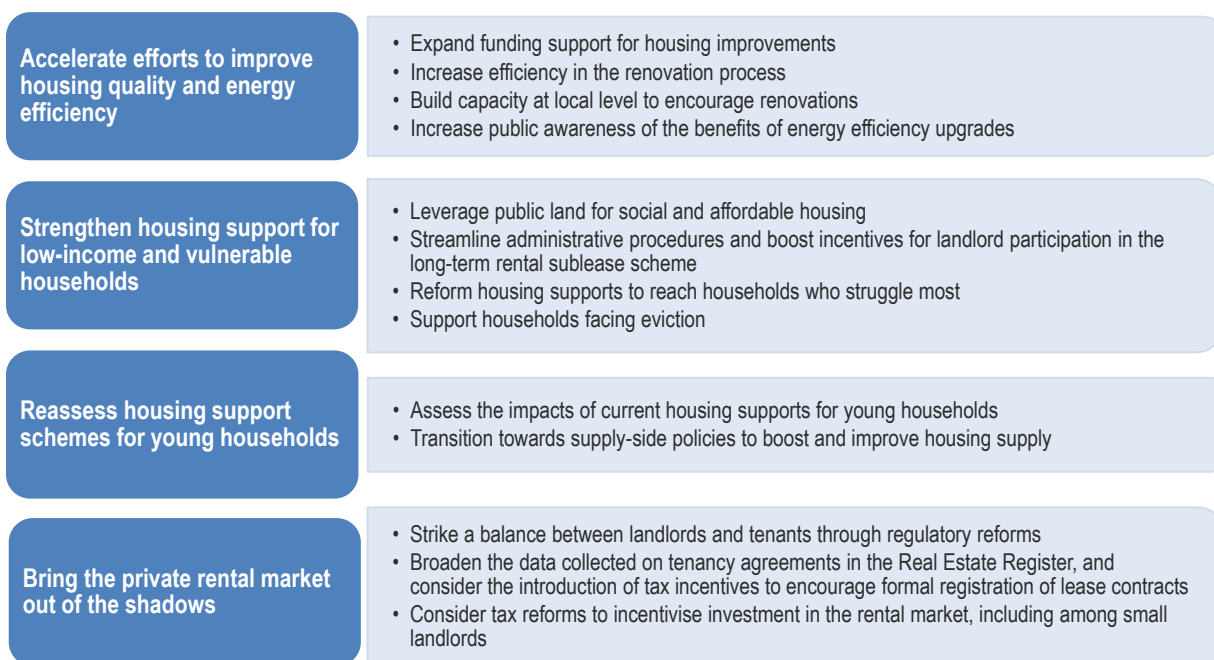 Accelerate efforts to improve
housing quality and energy
efficiency
• Expand funding support for housing improvements
• Increase efficiency in the renovation process
• Build capacity at local level to encourage renovations
• Increase public awareness of the benefits of energy efficiency upgrades
Strengthen housing support for
low-income and vulnerable
households
• Leverage public land for social and affordable housing
• Streamline administrative procedures and boost incentives for landlord participation in the
long-term rental sublease scheme
• Reform housing supports to reach households who struggle most
• Support households facing eviction
Reassess housing support
schemes for young households
• Assess the impacts of current housing supports for young households
• Transition towards supply-side policies to boost and improve housing supply
Bring the private rental market
out of the shadows
• Strike a balance between landlords and tenants through regulatory reforms
• Broaden the data collected on tenancy agreements in the Real Estate Register, and
consider the introduction of tax incentives to encourage formal registration of lease contracts
• Consider tax reforms to incentivise investment in the rental market, including among small
landlords